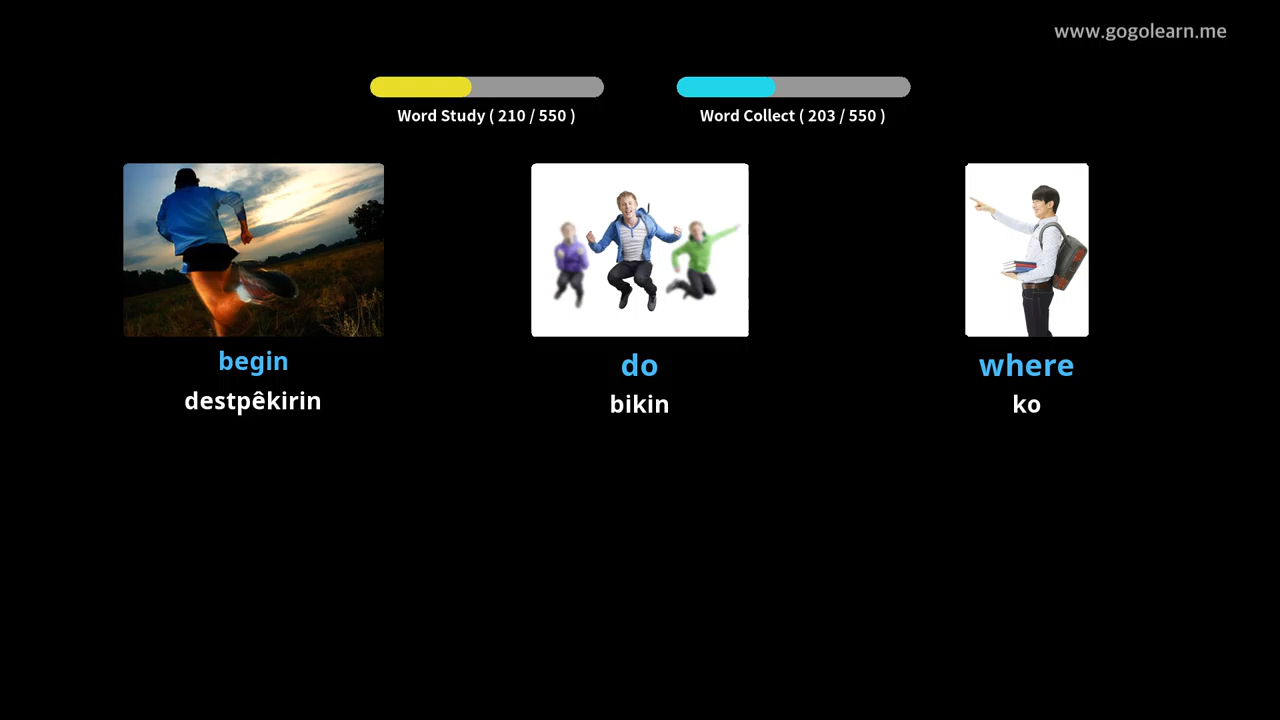 www.gogolearn.me
Word Study ( 210 / 550 )
Word Collect ( 203 / 550 )
begin
destpêkirin
do
bikin
where
ko